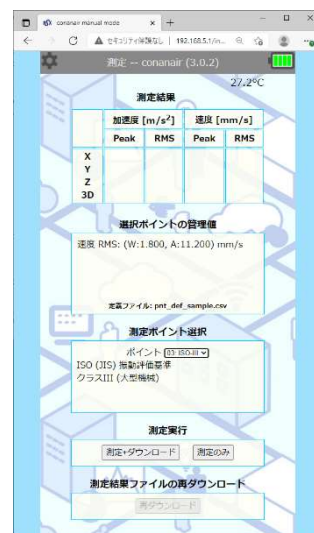 conanair manual mode
セキュリティ保護なし | 192.168.5.1/m...
測定 -- conanair (3.0.2)
27.2°C
測定結果
加速度 [m/s²] 速度 [mm/s]
Peak RMS Peak RMS
X
Y
Z
3D
選択ポイントの管理値
速度 RMS: (W:1.800, A:11.200) mm/s
定義ファイル: pnt_def_sample.csv
測定ポイント選択
ポイント 03: ISO-III
ISO (JIS) 振動評価基準
クラスIII (大型機械)
測定実行
測定+ダウンロード 測定のみ
測定結果ファイルの再ダウンロード
再ダウンロード